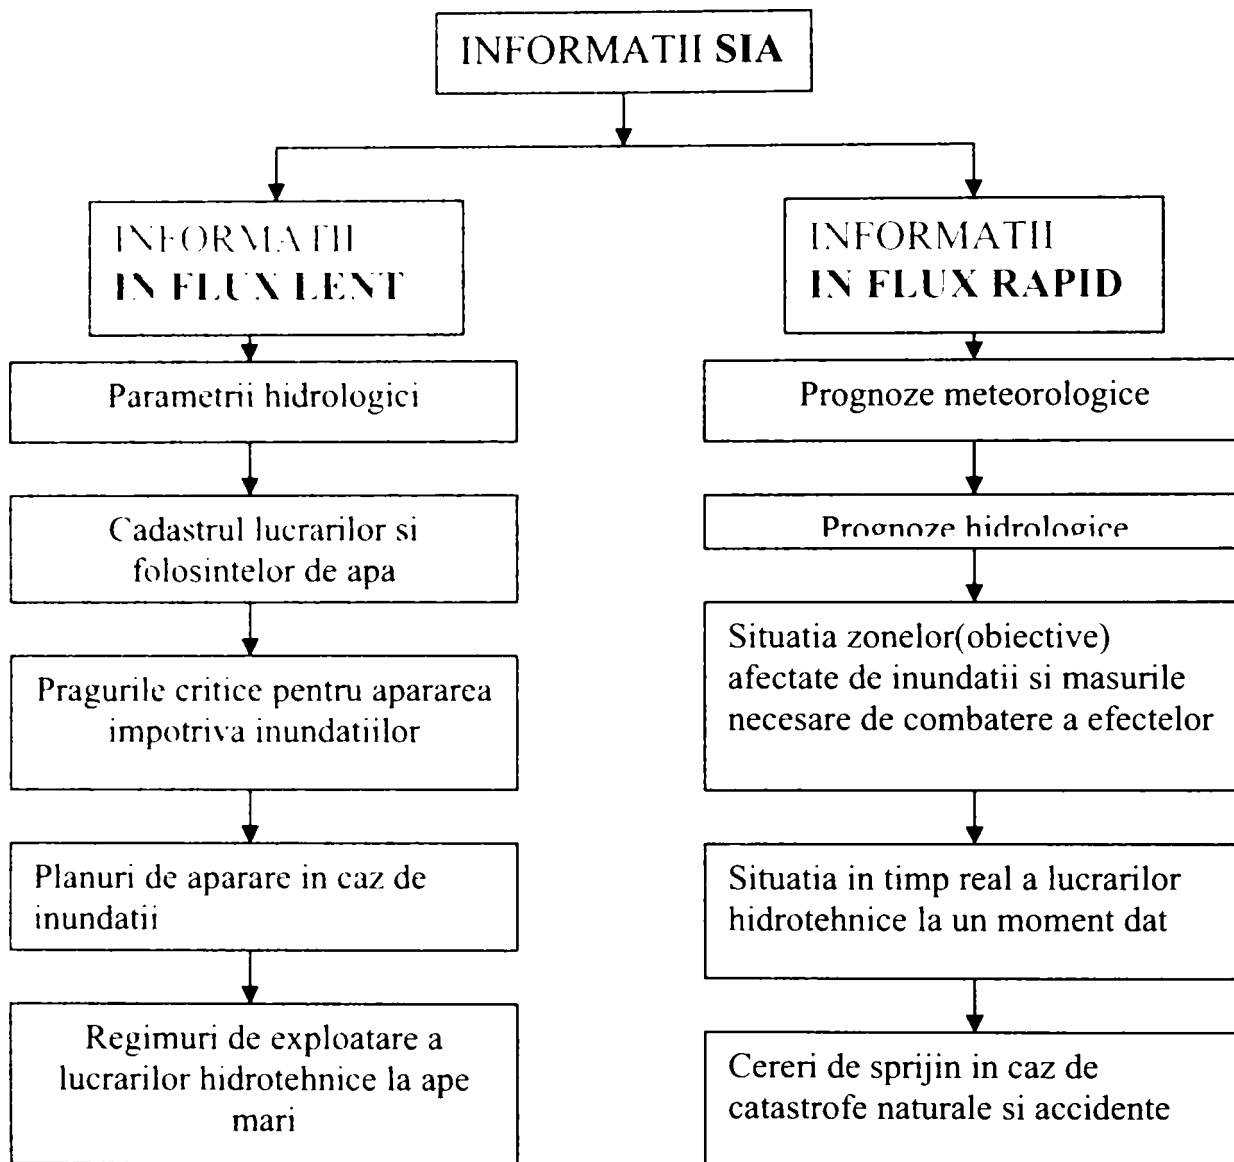 INFORMATII SIA
INFORMATII
IN FLUX LENT
Parametrii hidrologici
Cadastrul lucrarilor si
folosintelor de apa
Pragurile critice pentru apararea
impotriva inundatiilor
Planuri de aparare in caz de
inundatii
Regimuri de exploatare a
lucrarilor hidrotehnice la ape
mari
INFORMATII
IN FLUX RAPID
Prognoze meteorologice
Prognoze hidrologice
Situatia zonelor(obiective)
afectate de inundatii si masurile
necesare de combatere a efectelor
Situatia in timp real a lucrarilor
hidrotehnice la un moment dat
Cereri de sprijin in caz de
catastrofe naturale si accidente